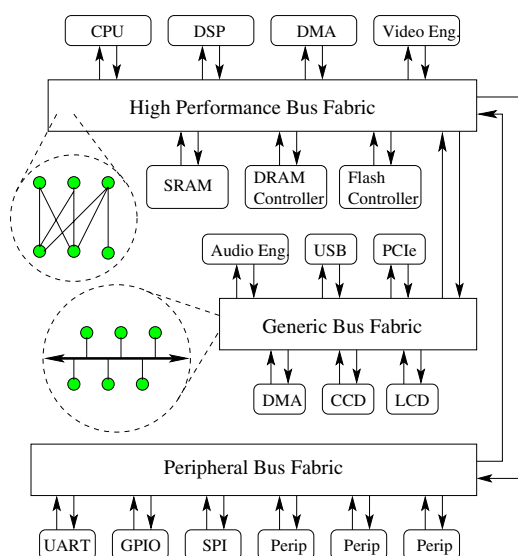 CPU
DSP
DMA
Video Eng.
High Performance Bus Fabric
SRAM
DRAM
Controller
Flash
Controller
Audio Eng.
USB
PCIe
Generic Bus Fabric
DMA
CCD
LCD
Peripheral Bus Fabric
UART
GPIO
SPI
Perip
Perip
Perip